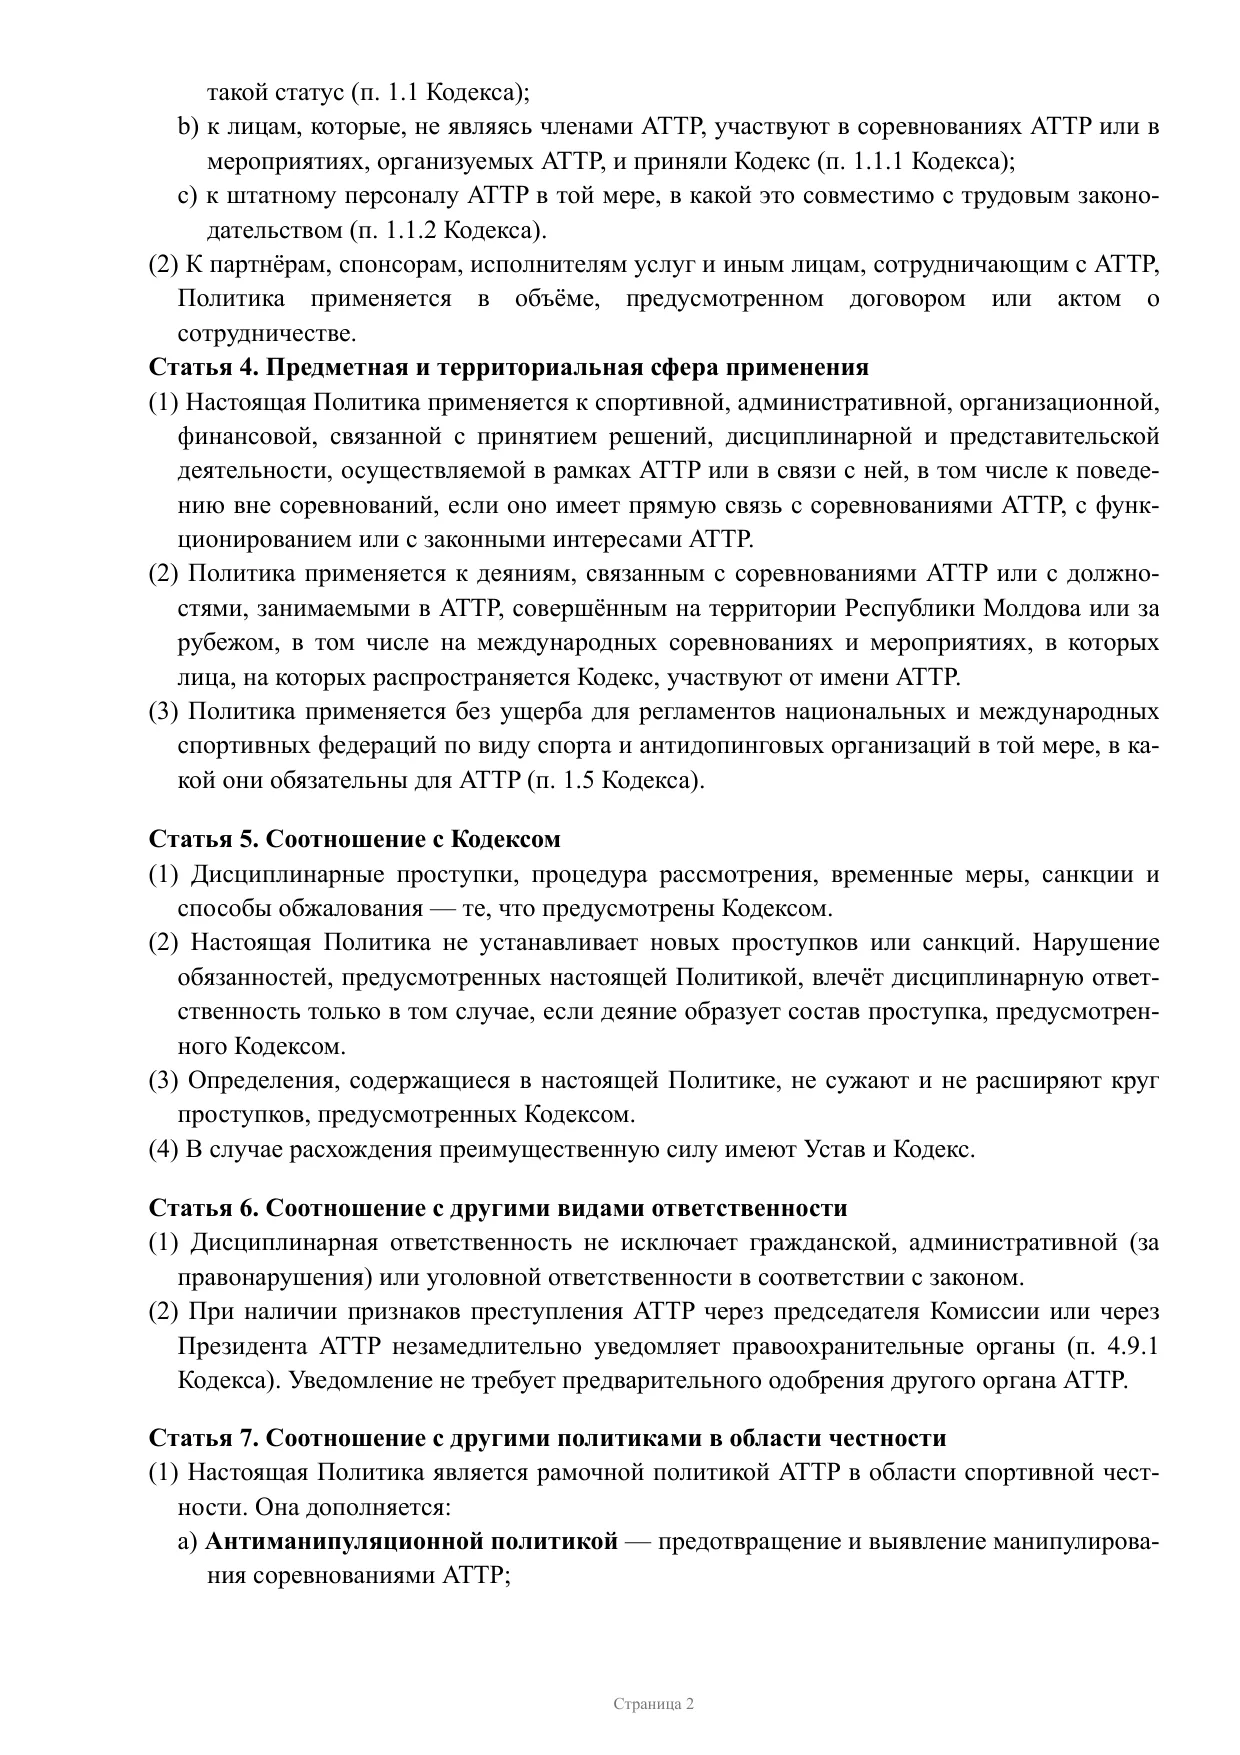 такой статус (п. 1.1 Кодекса);
b) к лицам, которые, не являясь членами АТТР, участвуют в соревнованиях АТТР или в
мероприятиях, организуемых АТТР, и приняли Кодекс (п. 1.1.1 Кодекса);
c) к штатному персоналу АТТР в той мере, в какой это совместимо с трудовым законо-
дательством (п. 1.1.2 Кодекса).
(2) К партнёрам, спонсорам, исполнителям услуг и иным лицам, сотрудничающим с АТТР,
Политика применяется в объёме, предусмотренном договором или актом о
сотрудничестве.
Статья 4. Предметная и территориальная сфера применения
(1) Настоящая Политика применяется к спортивной, административной, организационной,
финансовой, связанной с принятием решений, дисциплинарной и представительской
деятельности, осуществляемой в рамках АТТР или в связи с ней, в том числе к поведе-
нию вне соревнований, если оно имеет прямую связь с соревнованиями АТТР, с функ-
ционированием или с законными интересами АТТР.
(2) Политика применяется к деяниям, связанным с соревнованиями АТТР или с должно-
стями, занимаемыми в АТТР, совершённым на территории Республики Молдова или за
рубежом, в том числе на международных соревнованиях и мероприятиях, в которых
лица, на которых распространяется Кодекс, участвуют от имени АТТР.
(3) Политика применяется без ущерба для регламентов национальных и международных
спортивных федераций по виду спорта и антидопинговых организаций в той мере, в ка-
кой они обязательны для АТТР (п. 1.5 Кодекса).
Статья 5. Соотношение с Кодексом
(1) Дисциплинарные проступки, процедура рассмотрения, временные меры, санкции и
способы обжалования — те, что предусмотрены Кодексом.
(2) Настоящая Политика не устанавливает новых проступков или санкций. Нарушение
обязанностей, предусмотренных настоящей Политикой, влечёт дисциплинарную ответ-
ственность только в том случае, если деяние образует состав проступка, предусмотрен-
ного Кодексом.
(3) Определения, содержащиеся в настоящей Политике, не сужают и не расширяют круг
проступков, предусмотренных Кодексом.
(4) В случае расхождения преимущественную силу имеют Устав и Кодекс.
Статья 6. Соотношение с другими видами ответственности
(1) Дисциплинарная ответственность не исключает гражданской, административной (за
правонарушения) или уголовной ответственности в соответствии с законом.
(2) При наличии признаков преступления АТТР через председателя Комиссии или через
Президента АТТР незамедлительно уведомляет правоохранительные органы (п. 4.9.1
Кодекса). Уведомление не требует предварительного одобрения другого органа АТТР.
Статья 7. Соотношение с другими политиками в области честности
(1) Настоящая Политика является рамочной политикой АТТР в области спортивной чест-
ности. Она дополняется:
a) Антиманипуляционной политикой — предотвращение и выявление манипулирова-
ния соревнованиями АТТР;
Страница 2